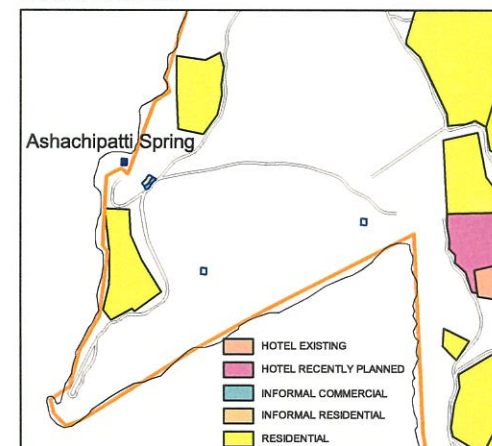 Ashachipatti Spring
HOTEL EXISTING
HOTEL RECENTLY PLANNED
INFORMAL COMMERCIAL
INFORMAL RESIDENTIAL
RESIDENTIAL